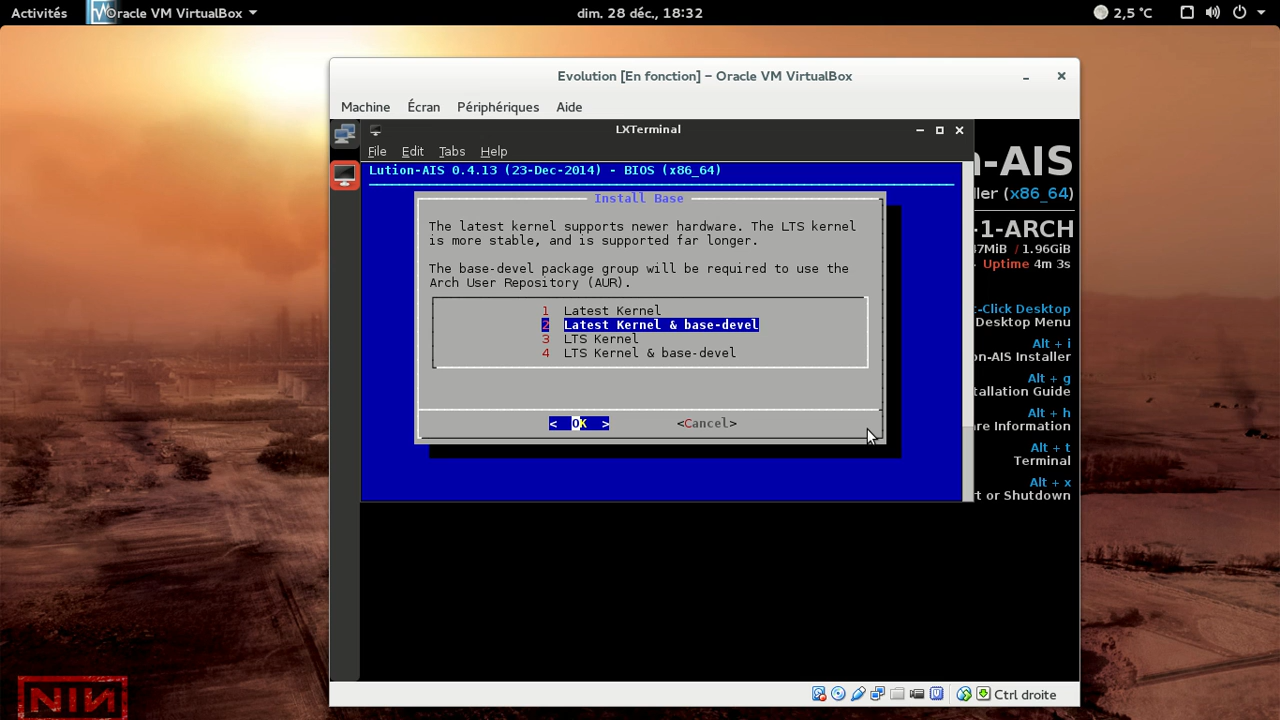 Activités
Oracle VM VirtualBox
dim. 28 déc., 18:32
2,5 °C
Evolution [En fonction] – Oracle VM VirtualBox
Machine Écran Périphériques Aide
LXTerminal
File Edit Tabs Help
Lution-AIS 0.4.13 (23-Dec-2014) - BIOS (x86_64)
Install Base
The latest kernel supports newer hardware. The LTS kernel
is more stable, and is supported far longer.
The base-devel package group will be required to use the
Arch User Repository (AUR).
1 Latest Kernel
2 Latest Kernel & base-devel
3 LTS Kernel
4 LTS Kernel & base-devel
< OK >
<Cancel>
n-AIS
ller (x86_64)
-1-ARCH
47MiB / 1.96GiB
- Uptime 4m 3s
t-Click Desktop
Desktop Menu
Alt + i
on-AIS Installer
Alt + g
tallation Guide
Alt + h
re Information
Alt + t
Terminal
Alt + x
t or Shutdown
Ctrl droite
NIN